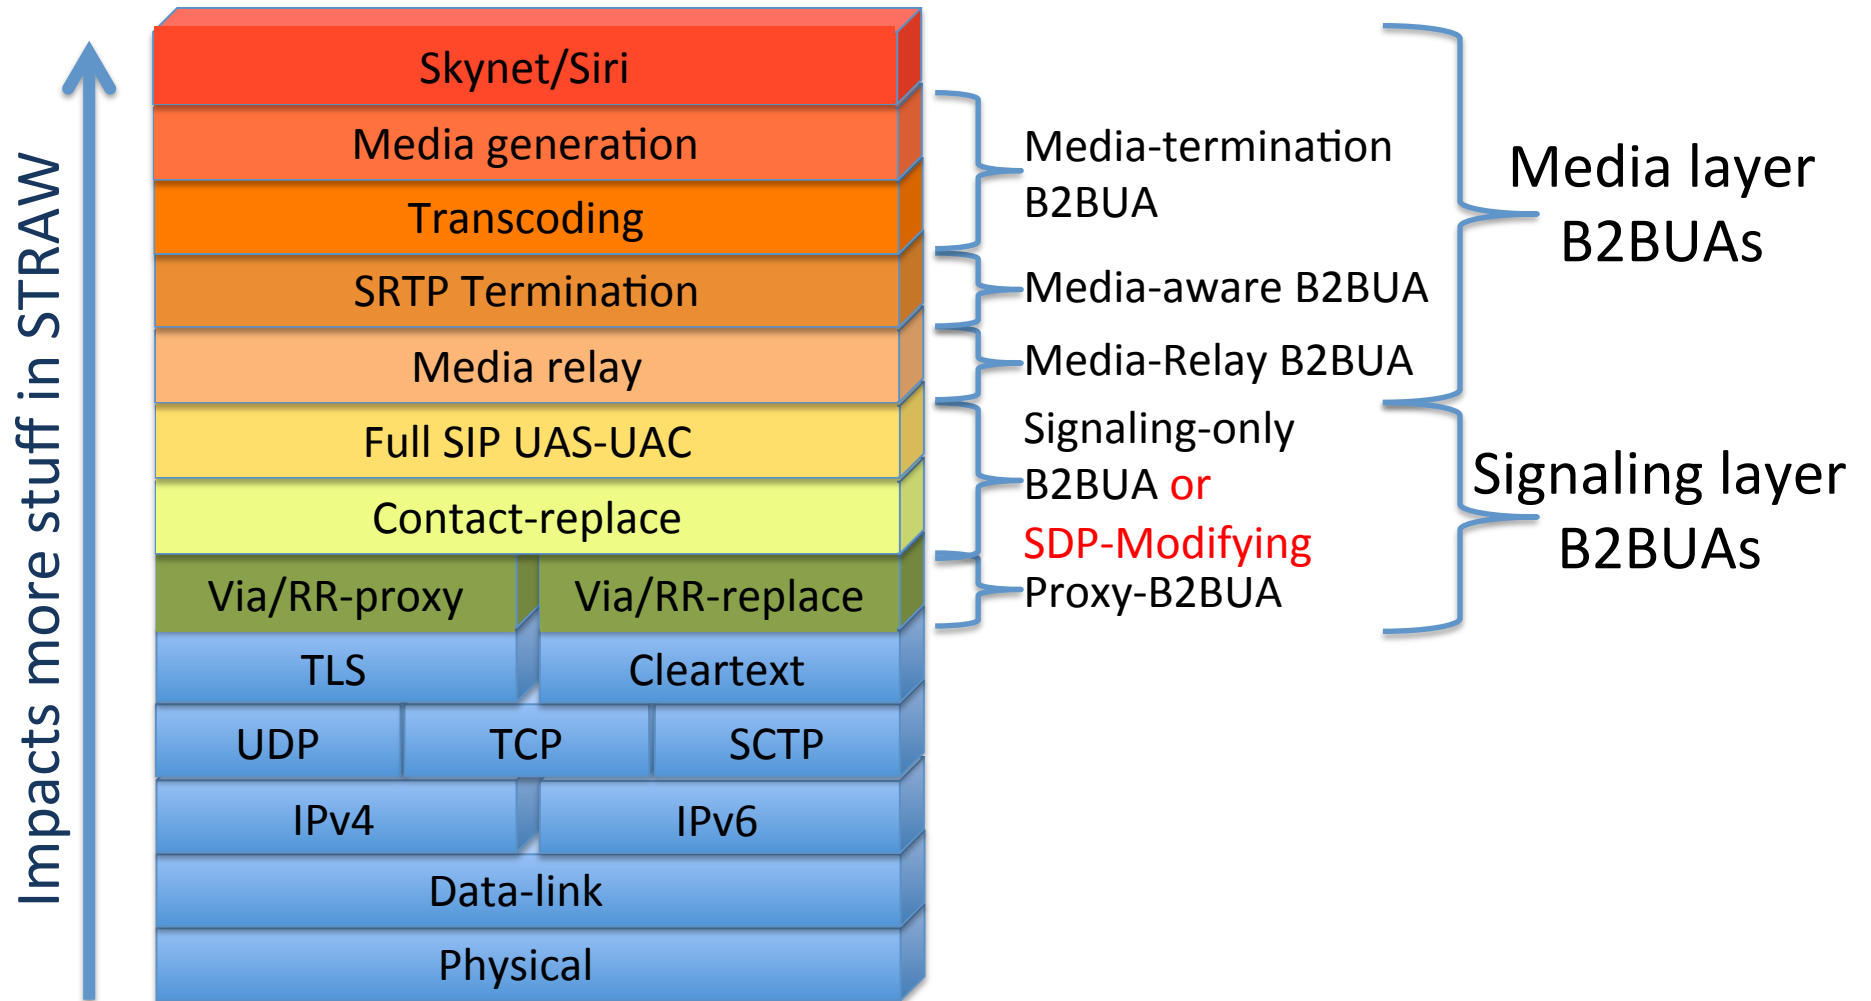 Impacts more stuff in STRAW
Skynet/Siri
Media generation
Transcoding
SRTP Termination
Media relay
Full SIP UAS-UAC
Contact-replace
Via/RR-proxy
Via/RR-replace
TLS
Cleartext
UDP
TCP
SCTP
IPv4
IPv6
Data-link
Physical
Media-termination
B2BUA
Media-aware B2BUA
Media-Relay B2BUA
Signaling-only
B2BUA or
SDP-Modifying
Proxy-B2BUA
Media layer
B2BUAs
Signaling layer
B2BUAs